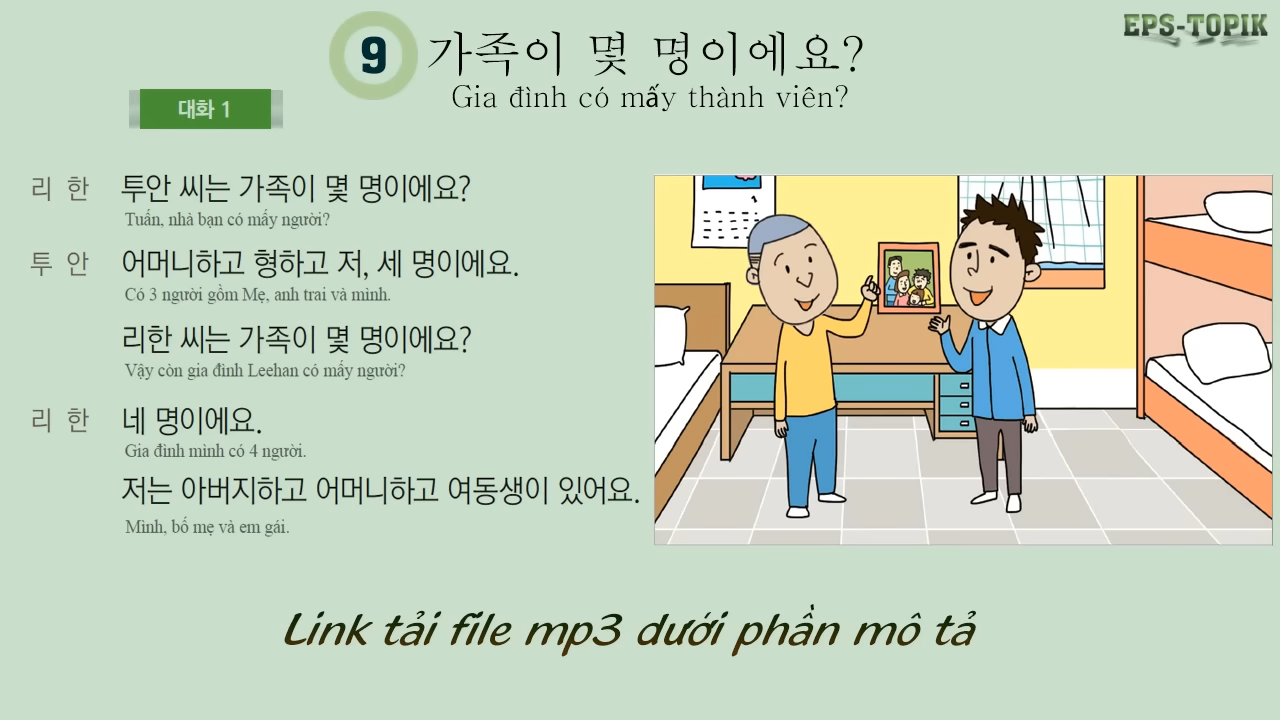 EPS-TOPIK
9 가족이 몇 명이에요?
Gia đình có mấy thành viên?
대화 1
리 한 투안 씨는 가족이 몇 명이에요?
Tuấn, nhà bạn có mấy người?
투 안 어머니하고 형하고 저, 세 명이에요.
Có 3 người gồm Mẹ, anh trai và mình.
리한 씨는 가족이 몇 명이에요?
Vậy còn gia đình Leehan có mấy người?
리 한 네 명이에요.
Gia đình mình có 4 người.
저는 아버지하고 어머니하고 여동생이 있어요.
Mình, bố mẹ và em gái.
Link tải file mp3 dưới phần mô tả